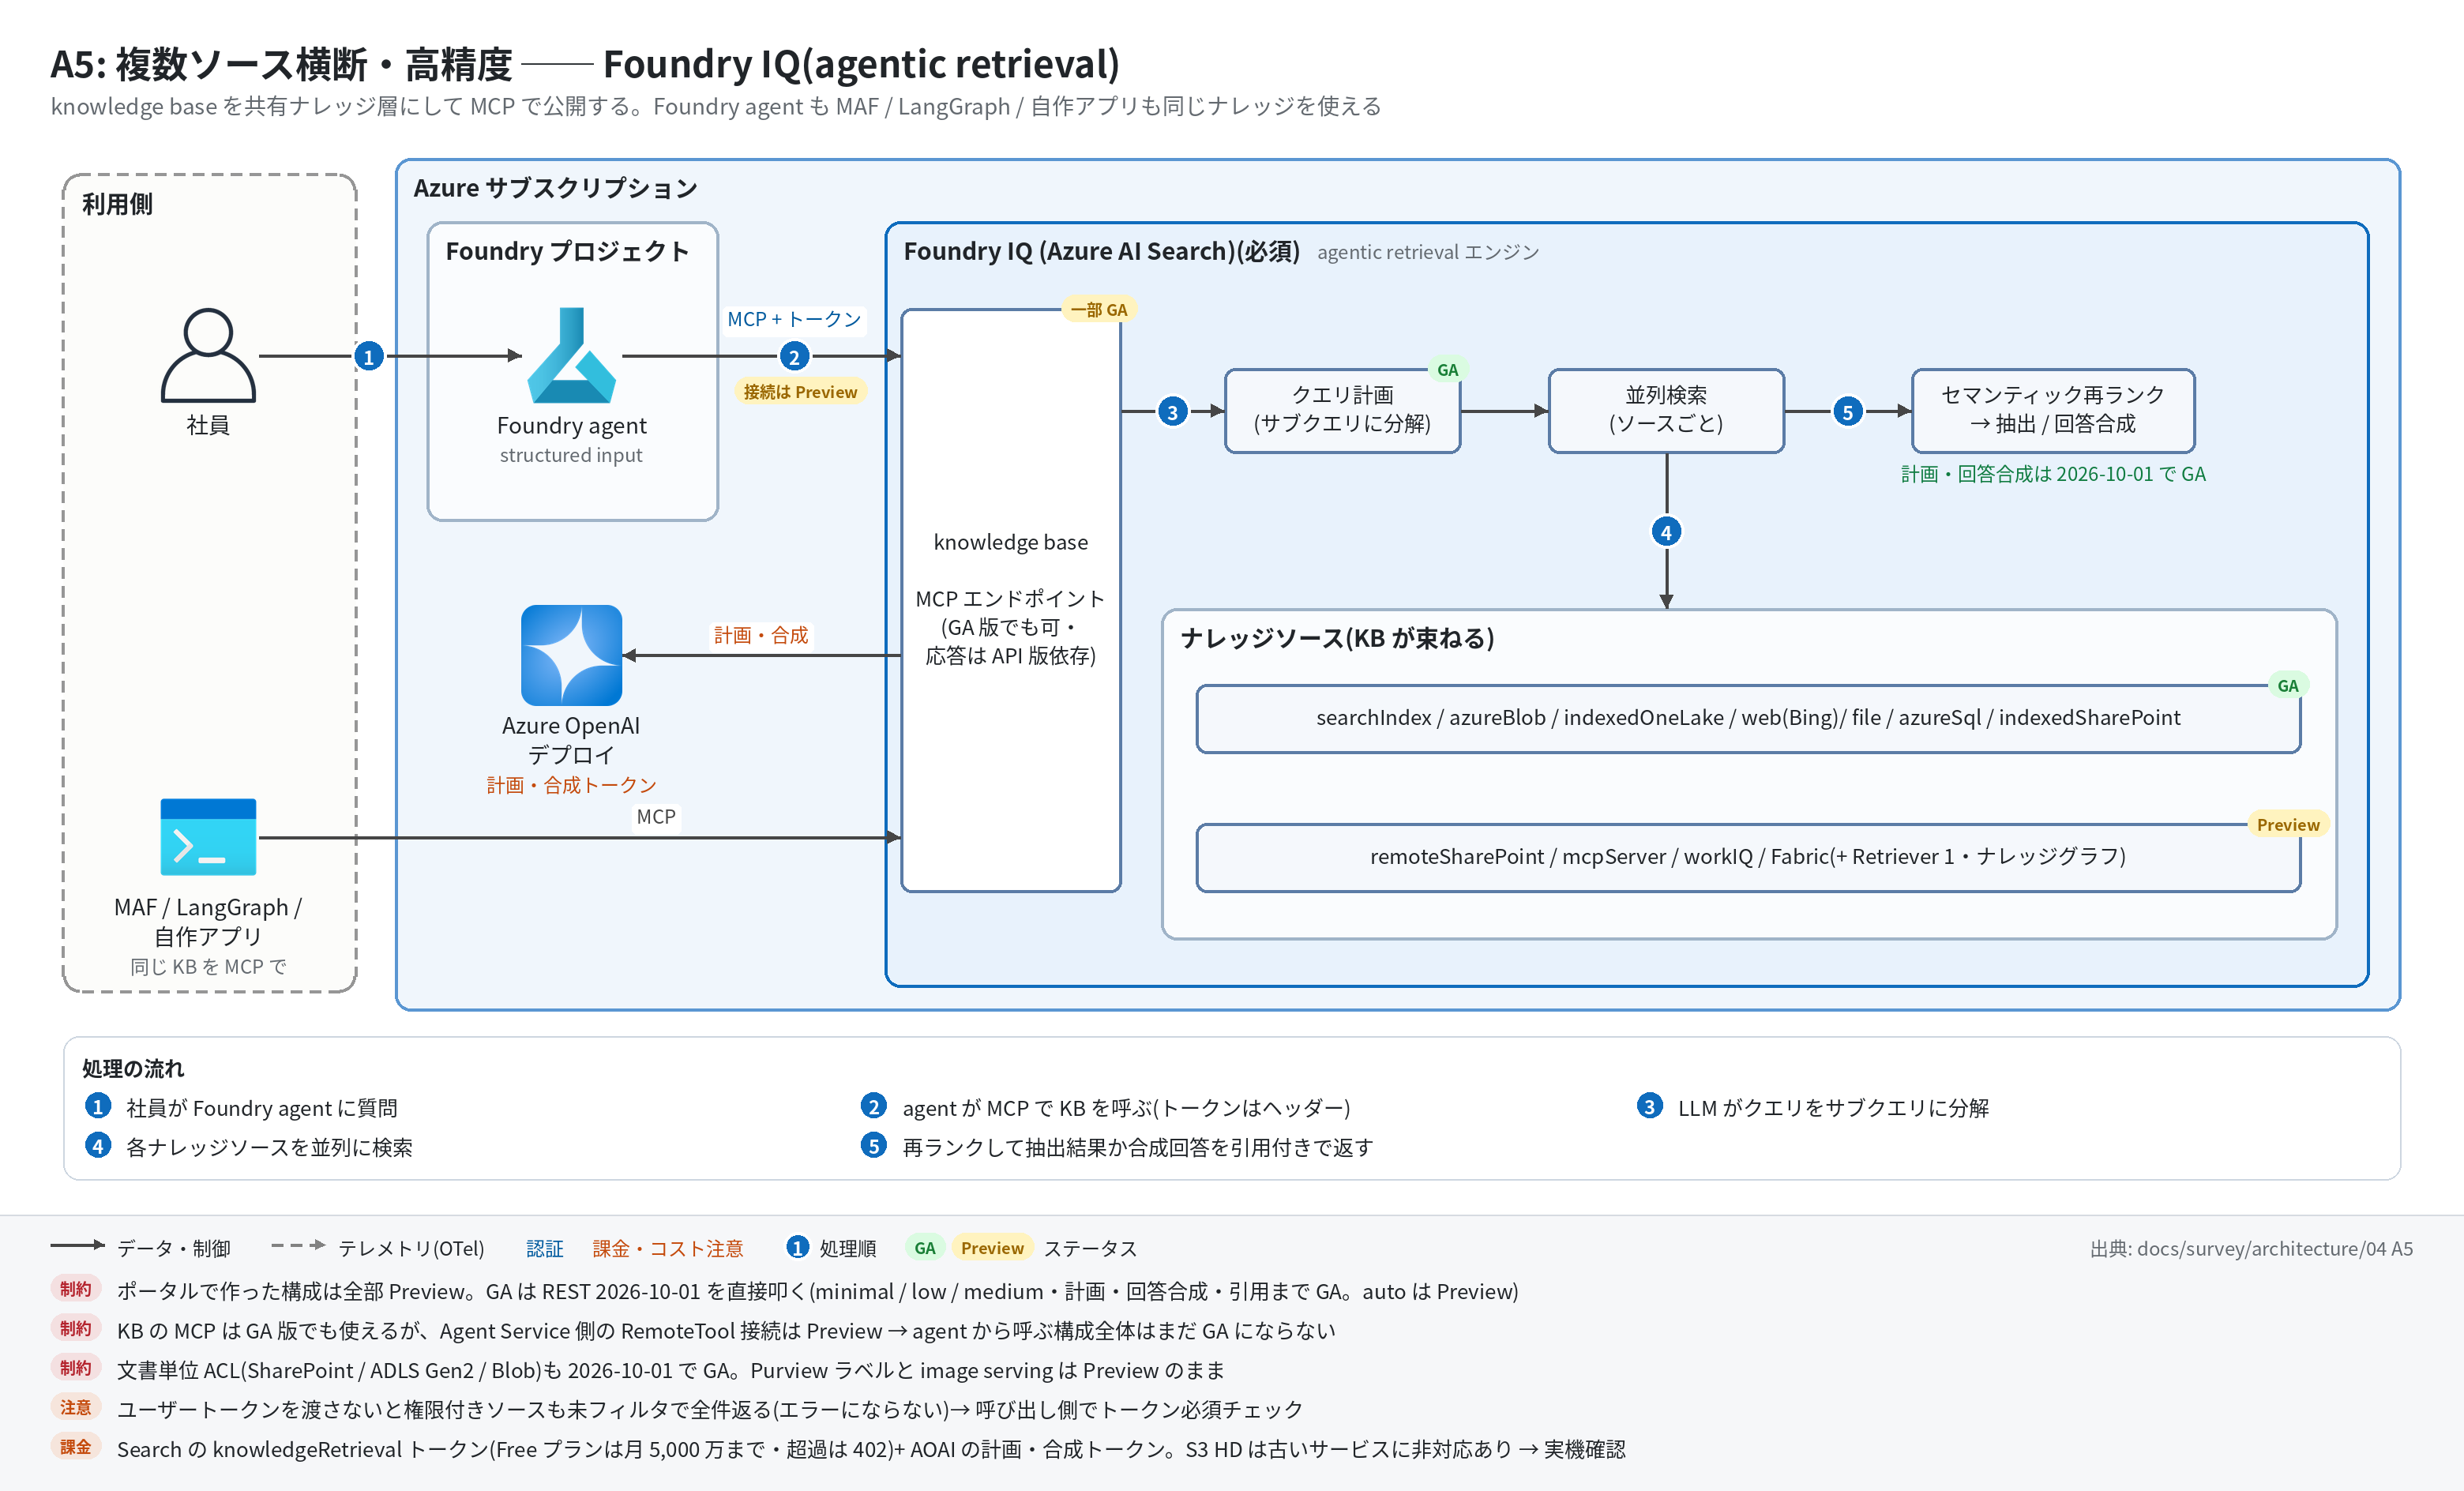 A5: 複数ソース横断・高精度 ── Foundry IQ(agentic retrieval)
knowledge base を共有ナレッジ層にして MCP で公開する。Foundry agent も MAF / LangGraph / 自作アプリも同じナレッジを使える
利用側
社員
MAF / LangGraph /
自作アプリ
同じ KB を MCP で
Azure サブスクリプション
Foundry プロジェクト
Foundry agent
structured input
1
MCP + トークン
2
接続は Preview
Azure OpenAI
デプロイ
計画・合成トークン
計画・合成
MCP
Foundry IQ (Azure AI Search)(必須) agentic retrieval エンジン
一部 GA
knowledge base
MCP エンドポイント
(GA 版でも可・
応答は API 版依存)
3
GA
クエリ計画
(サブクエリに分解)
並列検索
(ソースごと)
5
セマンティック再ランク
→ 抽出 / 回答合成
計画・回答合成は 2026-10-01 で GA
4
ナレッジソース(KB が束ねる)
GA
searchIndex / azureBlob / indexedOneLake / web(Bing)/ file / azureSql / indexedSharePoint
Preview
remoteSharePoint / mcpServer / workIQ / Fabric(+ Retriever 1・ナレッジグラフ)
処理の流れ
1 社員が Foundry agent に質問
2 agent が MCP で KB を呼ぶ(トークンはヘッダー)
3 LLM がクエリをサブクエリに分解
4 各ナレッジソースを並列に検索
5 再ランクして抽出結果か合成回答を引用付きで返す
データ・制御 テレメトリ(OTel) 認証 課金・コスト注意 1 処理順 GA Preview ステータス
出典: docs/survey/architecture/04 A5
制約 ポータルで作った構成は全部 Preview。GA は REST 2026-10-01 を直接叩く(minimal / low / medium・計画・回答合成・引用まで GA。auto は Preview)
制約 KB の MCP は GA 版でも使えるが、Agent Service 側の RemoteTool 接続は Preview → agent から呼ぶ構成全体はまだ GA にならない
制約 文書単位 ACL(SharePoint / ADLS Gen2 / Blob)も 2026-10-01 で GA。Purview ラベルと image serving は Preview のまま
注意 ユーザートークンを渡さないと権限付きソースも未フィルタで全件返る(エラーにならない)→ 呼び出し側でトークン必須チェック
課金 Search の knowledgeRetrieval トークン(Free プランは月 5,000 万まで・超過は 402)+ AOAI の計画・合成トークン。S3 HD は古いサービスに非対応あり → 実機確認